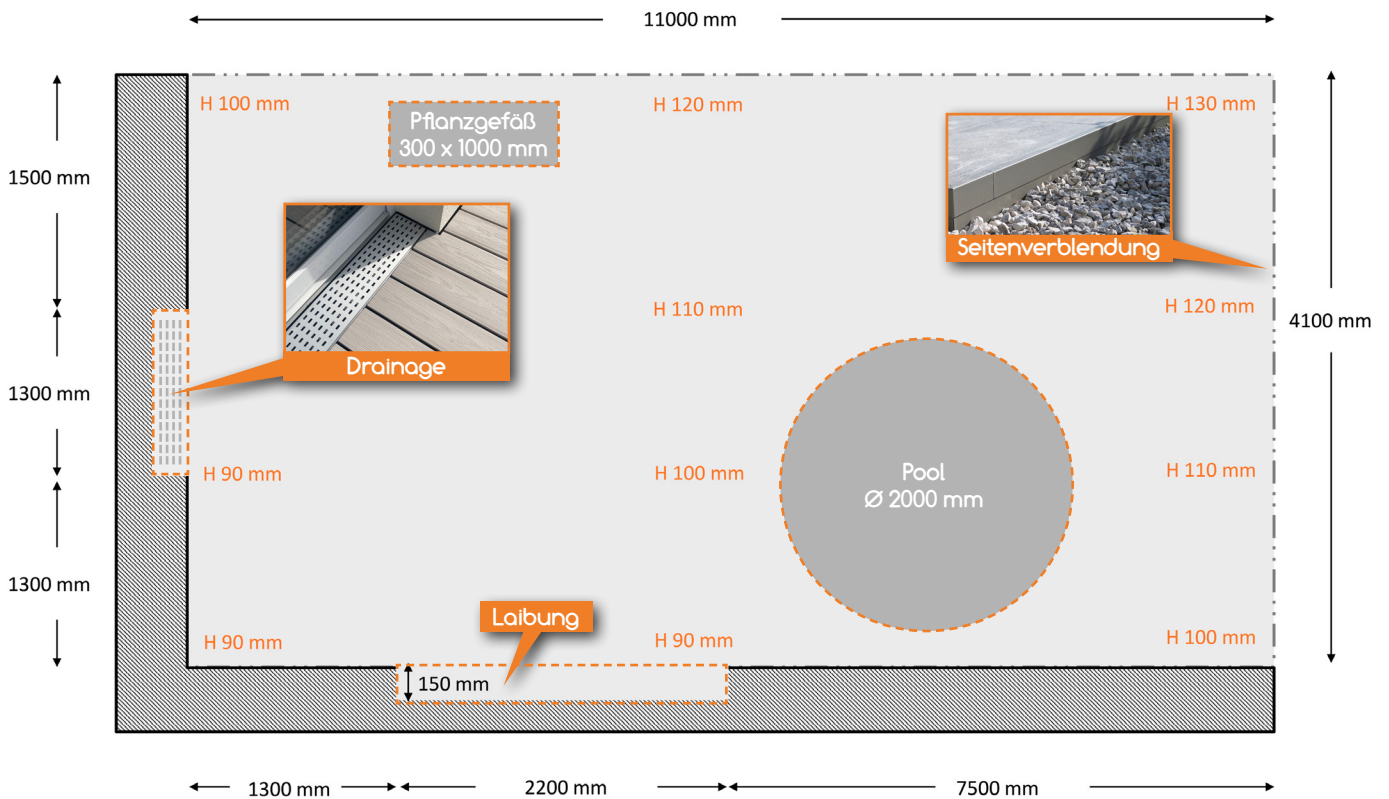 11000 mm
H 100 mm
H 120 mm
H 130 mm
Pflanzgefäß
300 x 1000 mm
1500 mm
Seitenverblendung
H 110 mm
H 120 mm
4100 mm
Drainage
1300 mm
H 90 mm
H 100 mm
H 110 mm
Pool
Ø 2000 mm
1300 mm
Laibung
H 90 mm
H 90 mm
H 100 mm
150 mm
1300 mm
2200 mm
7500 mm